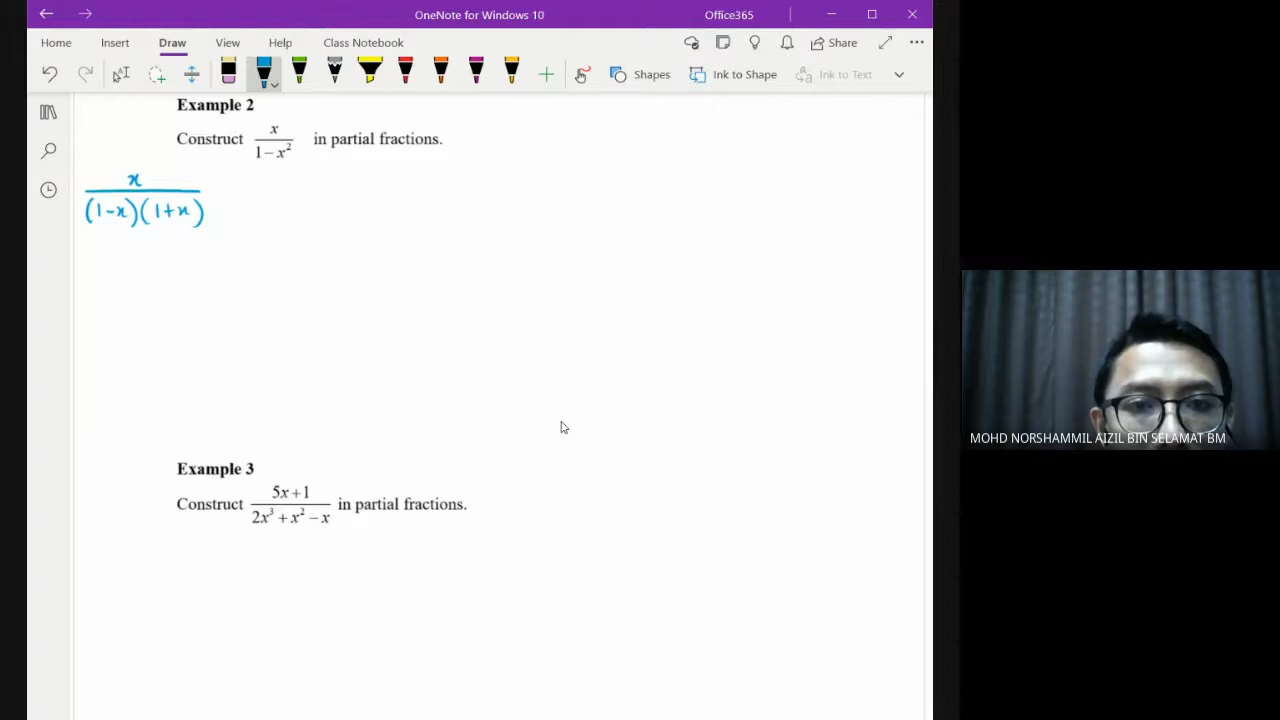 OneNote for Windows 10
Office365
Home Insert Draw View Help Class Notebook
Share
Shapes Ink to Shape Ink to Text
Example 2
Construct x/(1−x²) in partial fractions.
x
(1-x)(1+x)
MOHD NORSHAMMIL AIZIL BIN SELAMAT BM
Example 3
Construct (5x+1)/(2x³+x²−x) in partial fractions.